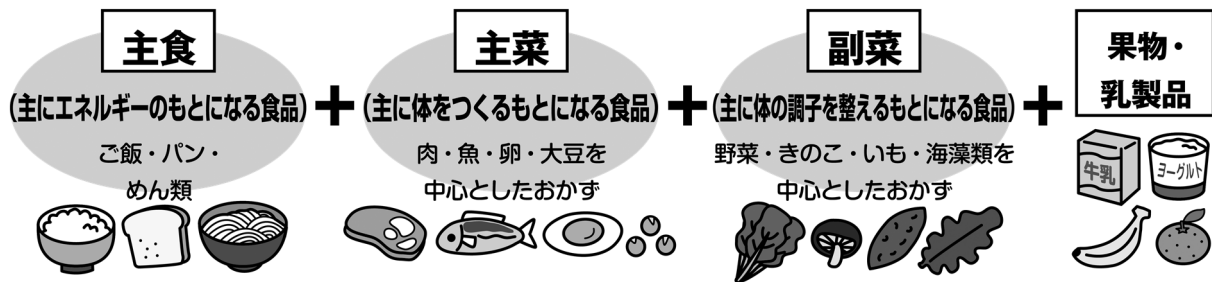 主食
(主にエネルギーのもとになる食品)
ご飯・パン・
めん類
+
主菜
(主に体をつくるもとになる食品)
肉・魚・卵・大豆を
中心としたおかず
+
副菜
(主に体の調子を整えるもとになる食品)
野菜・きのこ・いも・海藻類を
中心としたおかず
+
果物・
乳製品
牛乳
ヨーグルト